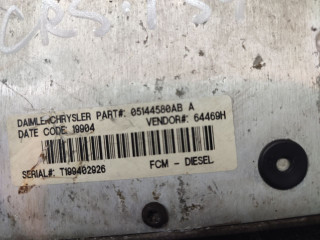 DAIMLERCHRYSLER PART#: 05144580AB A
DATE CODE: 19904 VENDOR#: 64469H
SERIAL#: T199402926 FCM - DIESEL